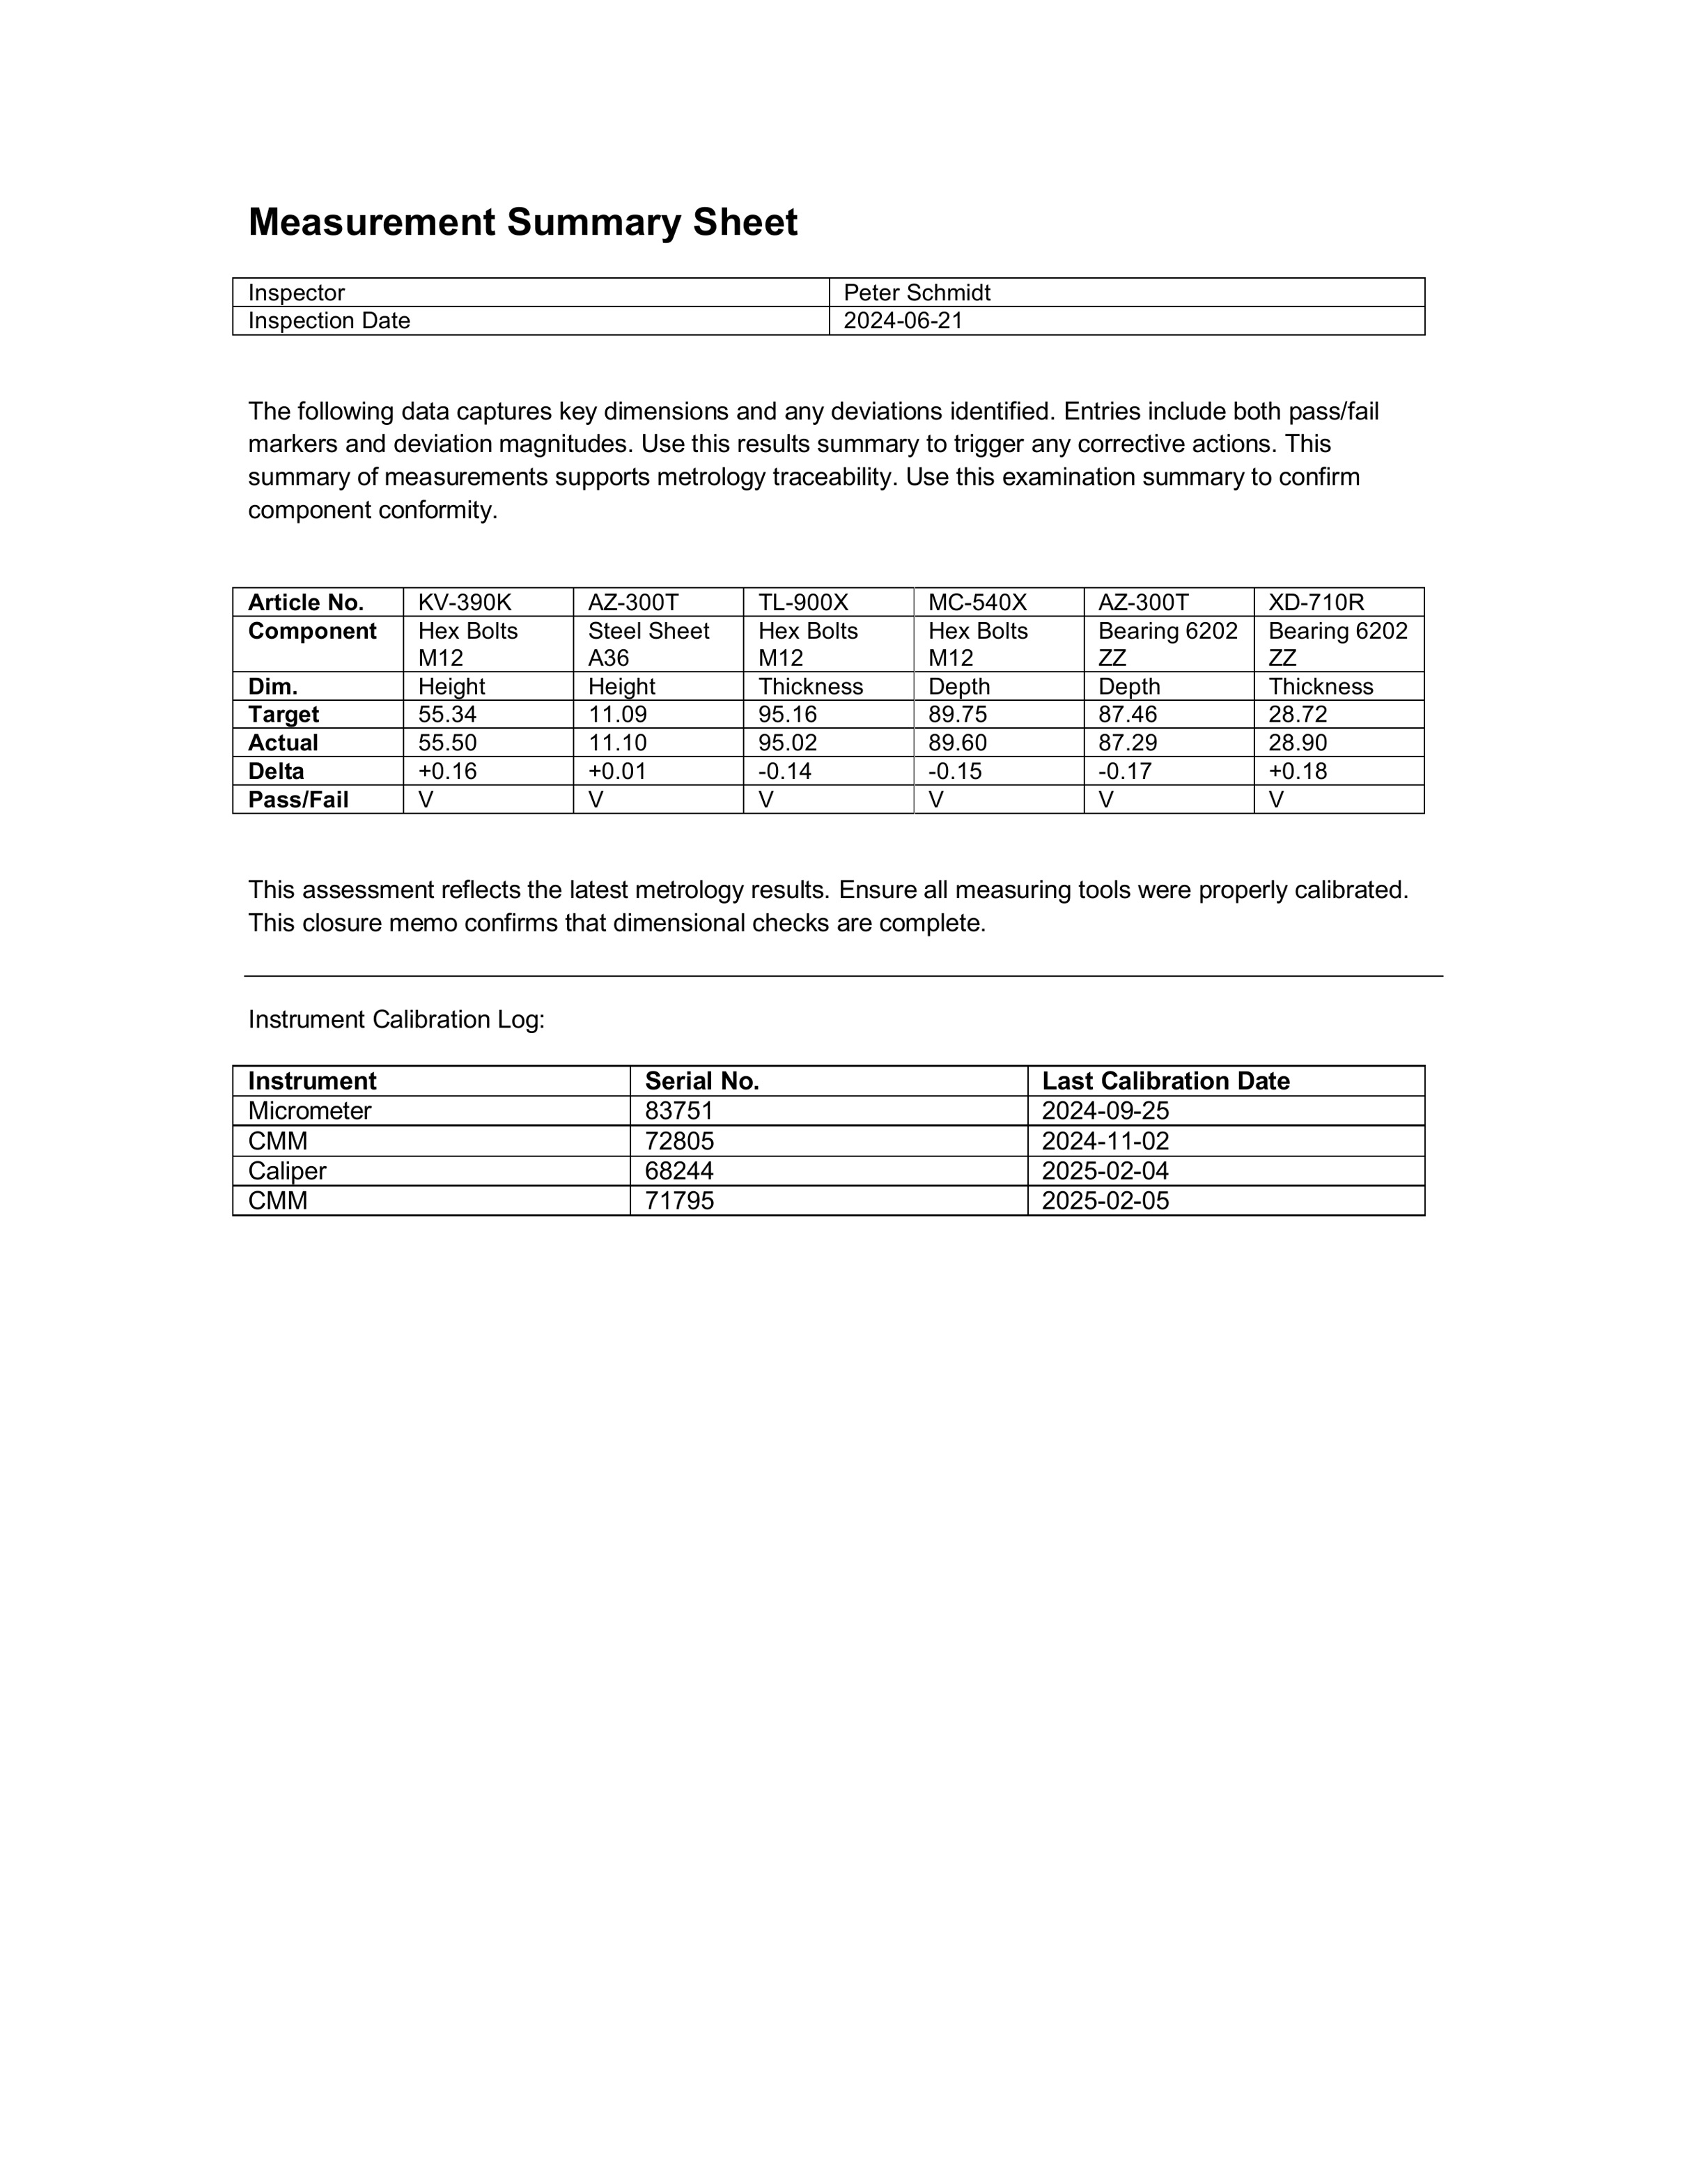 Measurement Summary Sheet
Inspector Peter Schmidt
Inspection Date 2024-06-21
The following data captures key dimensions and any deviations identified. Entries include both pass/fail
markers and deviation magnitudes. Use this results summary to trigger any corrective actions. This
summary of measurements supports metrology traceability. Use this examination summary to confirm
component conformity.
Article No. KV-390K AZ-300T TL-900X MC-540X AZ-300T XD-710R
Component Hex Bolts Steel Sheet Hex Bolts Hex Bolts Bearing 6202 Bearing 6202
M12 A36 M12 M12 ZZ ZZ
Dim. Height Height Thickness Depth Depth Thickness
Target 55.34 11.09 95.16 89.75 87.46 28.72
Actual 55.50 11.10 95.02 89.60 87.29 28.90
Delta +0.16 +0.01 -0.14 -0.15 -0.17 +0.18
Pass/Fail V V V V V V
This assessment reflects the latest metrology results. Ensure all measuring tools were properly calibrated.
This closure memo confirms that dimensional checks are complete.
Instrument Calibration Log:
Instrument Serial No. Last Calibration Date
Micrometer 83751 2024-09-25
CMM 72805 2024-11-02
Caliper 68244 2025-02-04
CMM 71795 2025-02-05